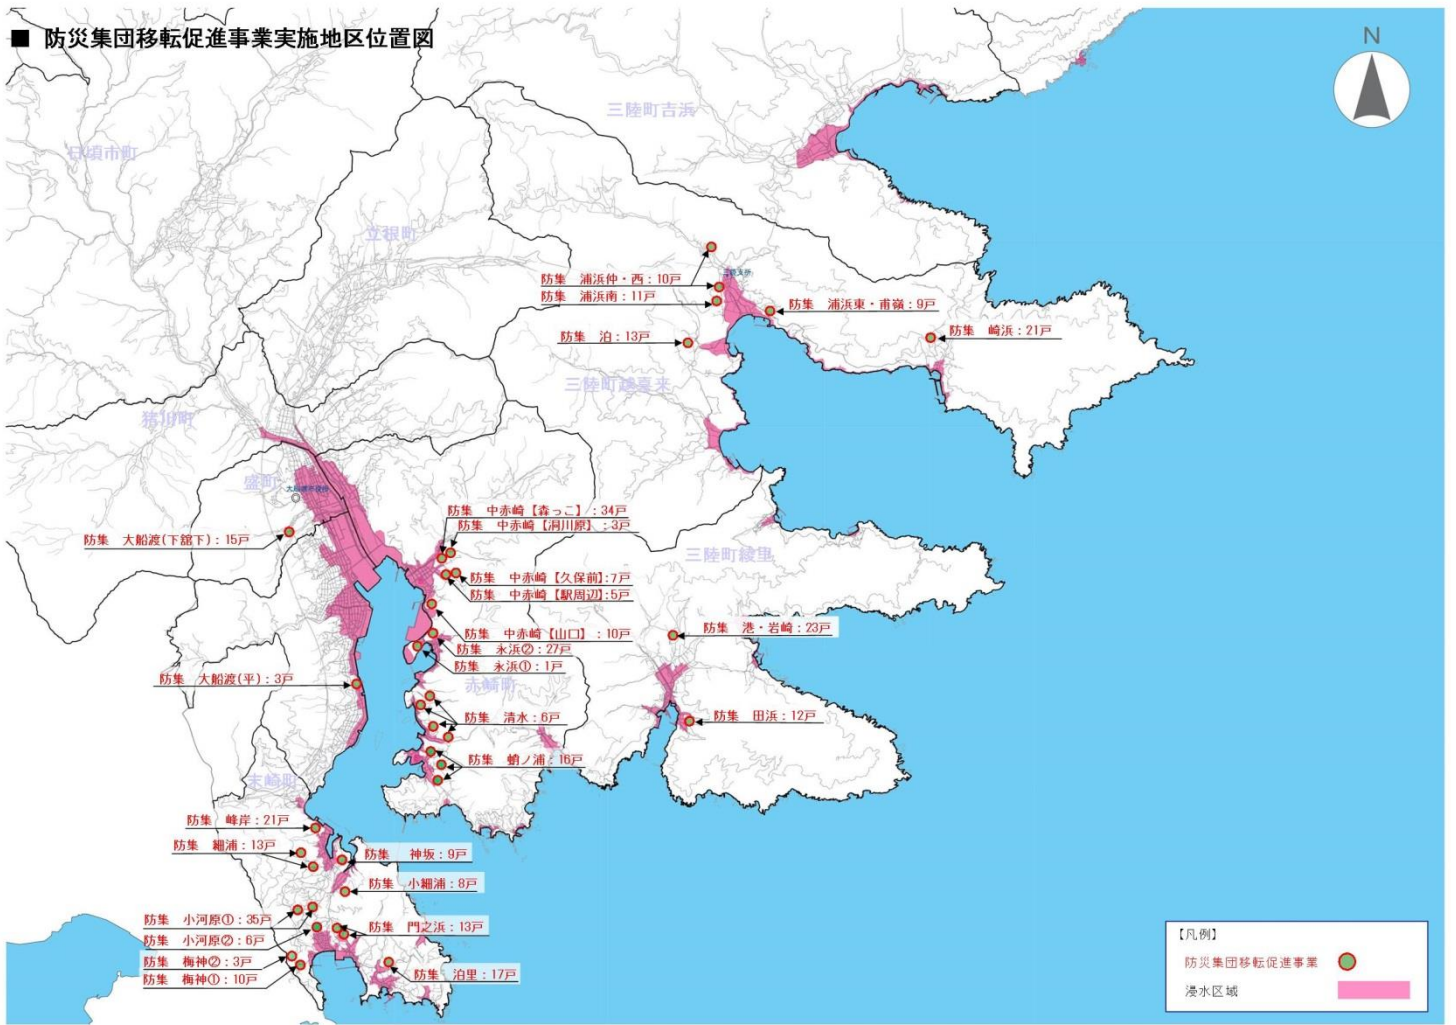 ■ 防災集団移転促進事業実施地区位置図
N
三陸町吉浜
日頃市町
立根町
防集 浦浜仲・西：10戸
防集 浦浜南：11戸
防集 浦浜東・甫嶺：9戸
防集 泊：13戸
防集 崎浜：21戸
三陸町越喜来
猪川町
盛町
防集 大船渡(下舘下)：15戸
防集 中赤崎【森っこ】：34戸
防集 中赤崎【洞川原】：3戸
三陸町綾里
防集 中赤崎【久保前】：7戸
防集 中赤崎【駅周辺】：5戸
防集 中赤崎【山口】：10戸
防集 港・岩崎：23戸
防集 永浜②：27戸
防集 永浜①：1戸
防集 大船渡(平)：3戸
赤崎町
防集 清水：6戸
防集 田浜：12戸
防集 蛸ノ浦：16戸
末崎町
防集 峰岸：21戸
防集 細浦：13戸
防集 神坂：9戸
防集 小細浦：8戸
防集 小河原①：35戸
防集 門之浜：13戸
防集 小河原②：6戸
防集 梅神②：3戸
防集 梅神①：10戸
防集 泊里：17戸
【凡例】
防災集団移転促進事業
浸水区域